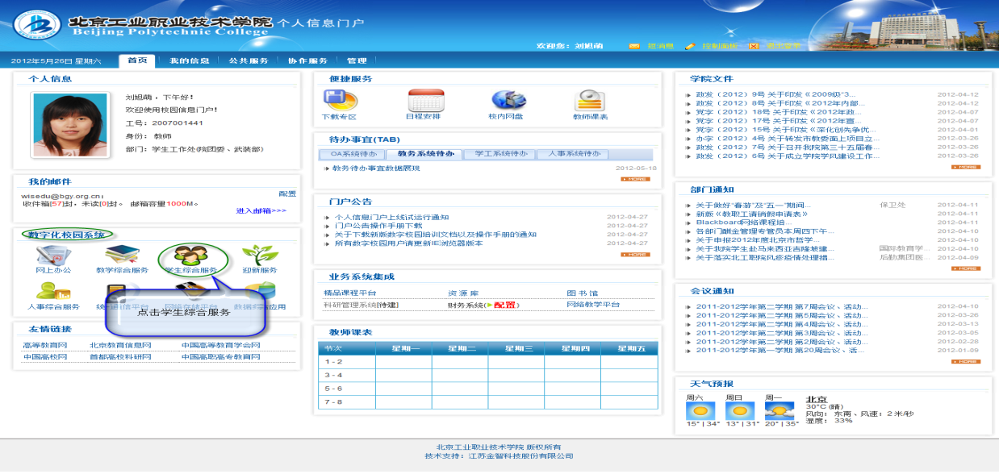 北京工业职业技术学院 个人信息门户
Beijing Polytechnic College
欢迎您：刘旭萌 短消息 控制面板 退出登录
2012年5月26日 星期六 首页 我的信息 公共服务 协作服务 管理
个人信息
刘旭萌，下午好！
欢迎使用校园信息门户！
工号：2007001441
身份：教师
部门：学生工作处(院团委、武装部)
我的邮件
wisedu@bgy.org.cn： 配置
收件箱[57]封，未读[0]封。 邮箱容量1000M。
进入邮箱>>>
数字化校园系统
网上办公 教学综合服务 学生综合服务 迎新服务
人事综合服务
点击学生综合服务
友情链接
高等教育网 北京教育信息网 中国高等教育学会网
中国高校网 首都高校科研网 中国高职高专教育网
便捷服务
下载专区 日程安排 校内网盘 教师课表
待办事宜(TAB)
OA系统待办 教务系统待办 学工系统待办 人事系统待办
教务待办事宜数据展现 2012-05-18
MORE
门户公告
个人信息门户上线试运行通知 2012-04-27
门户公告操作手册下载 2012-04-27
关于下载新版数字校园培训文档以及操作手册的通知 2012-04-27
所有数字校园用户请更新IE浏览器版本 2012-04-27
MORE
业务系统集成
精品课程平台 资 源 库 图 书 馆
科研管理系统[待建] 财务系统(配置) 网络教学平台
教师课表
节次 星期一 星期二 星期三 星期四 星期五
1 - 2
3 - 4
5 - 6
7 - 8
学院文件
政发（2012）9号 关于印发《2009级"3... 2012-04-12
政发（2012）8号 关于印发《2012年内部... 2012-04-12
党字（2012）18号 关于印发《2012年政... 2012-04-07
党字（2012）17号 关于印发《2012年宣... 2012-04-07
党字（2012）15号 关于印发《深化创先争优... 2012-04-01
办字（2012）4号 关于转发市教委面上项目立... 2012-03-26
政发（2012）7号 关于召开我院第三十五届春... 2012-03-26
政发（2012）6号 关于成立学院学风建设工作... 2012-03-26
MORE
部门通知
关于做好"春游"及"五一"期间... 保卫处 2012-04-11
新版《教职工请销假申请表》 2012-04-11
Blackboard网络课程培... 2012-04-11
各部门酬金管理专管员本周四下午... 2012-04-10
关于申报2012年度北京市哲学... 2012-04-10
关于我院学生赴马来西亚吉隆坡建... 国际教育学... 2012-04-10
关于落实北工职院风疹疫情处理措... 后勤集团医... 2012-04-09
MORE
会议通知
2011-2012学年第二学期 第7周会议、活动... 2012-04-10
2011-2012学年第二学期 第5周会议、活动... 2012-03-26
2011-2012学年第二学期 第4周会议、活动... 2012-03-13
2011-2012学年第二学期 第3周会议、活动... 2012-03-05
2011-2012学年第二学期 第2周会议、活动... 2012-02-28
2011-2012学年第一学期 第20周会议、活... 2012-01-09
MORE
天气预报
周六 周日 周一 北京
30°C (晴)
风向： 东南、风速： 2 米/秒
湿度： 33%
15° | 34° 13° | 31° 20° | 35°
北京工业职业技术学院 版权所有
技术支持：江苏金智科技股份有限公司